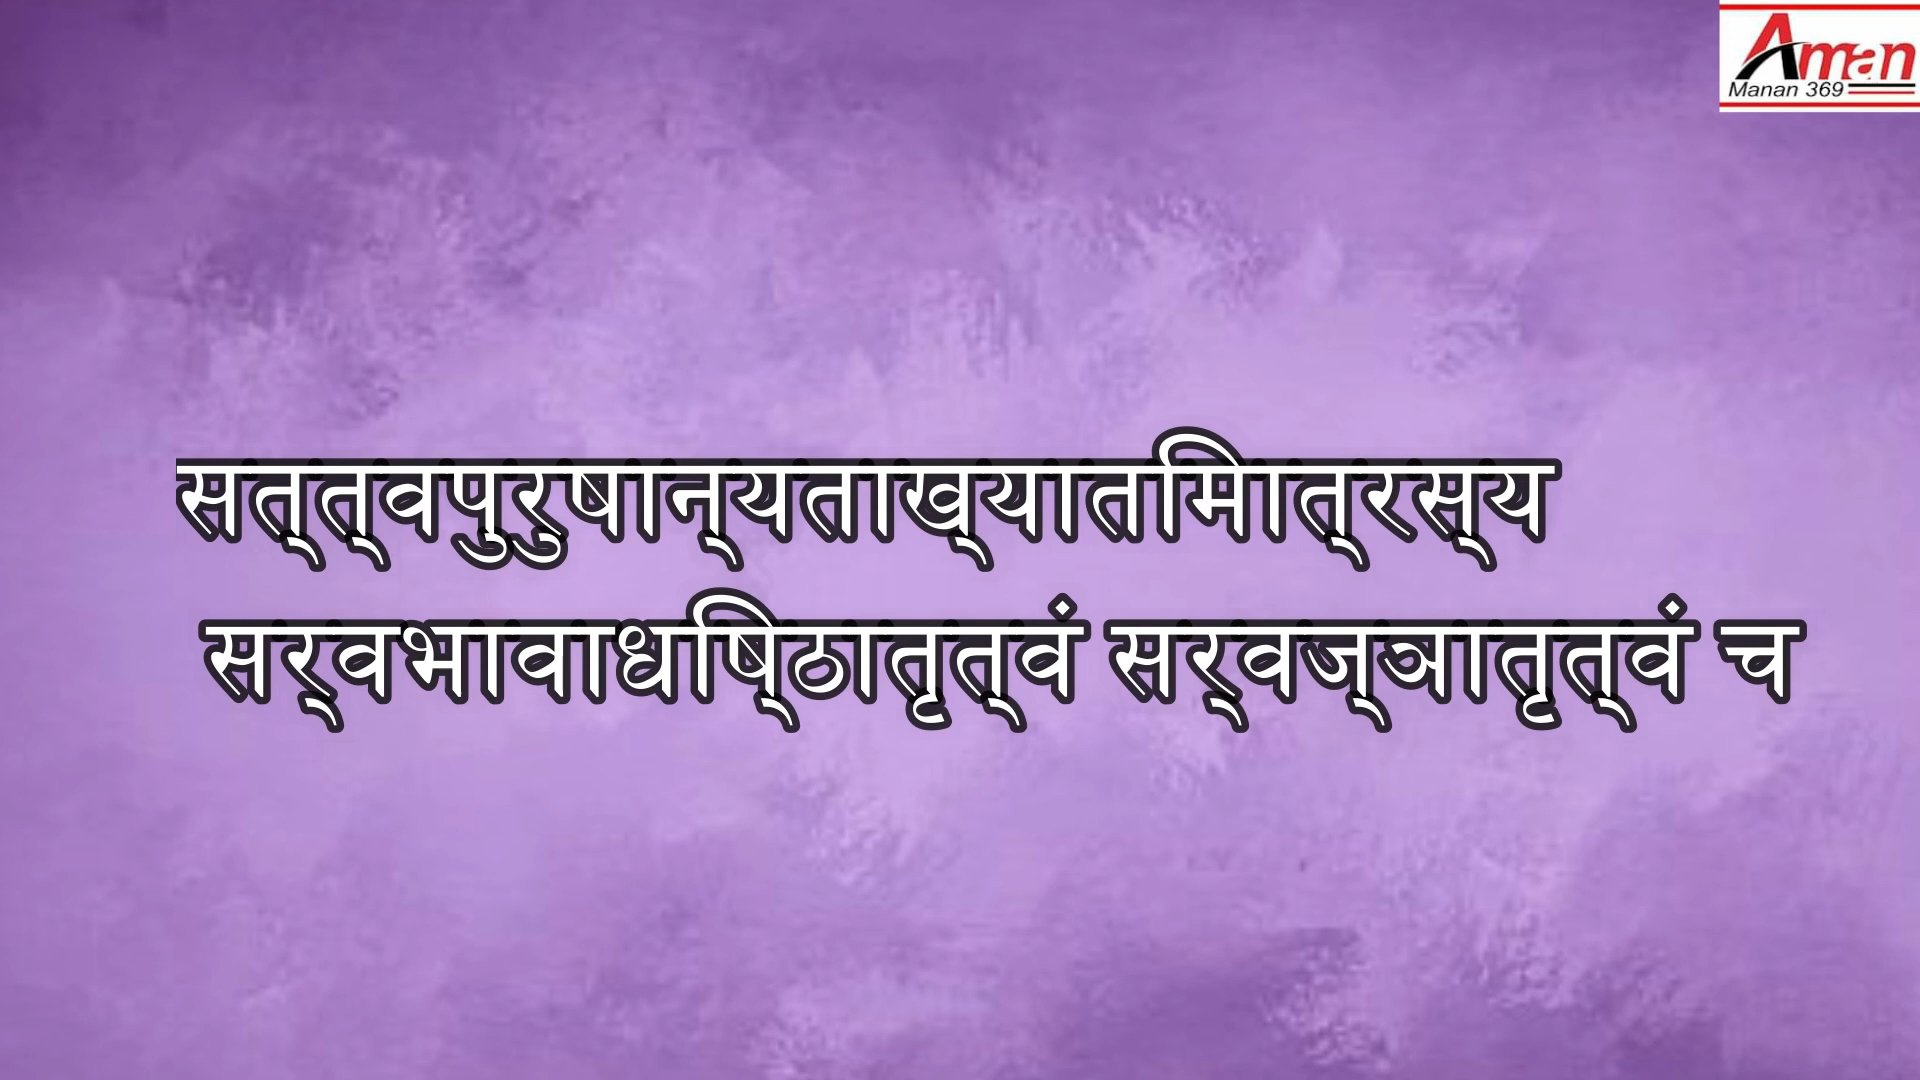 Aman
Manan 369
सत्त्वपुरुषान्यताख्यातिमात्रस्य
सर्वभावाधिष्ठातृत्वं सर्वज्ञातृत्वं च